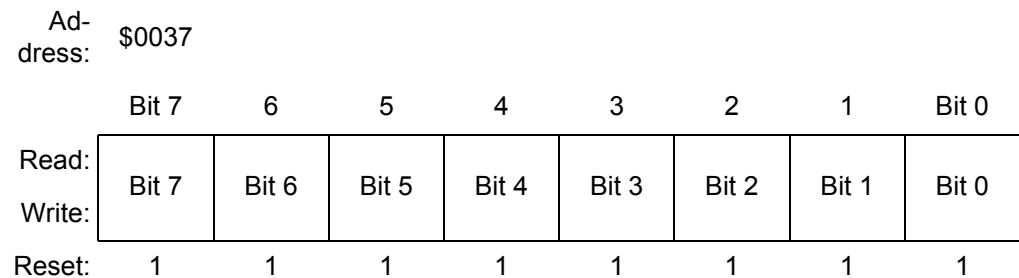 Ad-
dress: $0037
Bit 7 6 5 4 3 2 1 Bit 0
Read:
Bit 7 Bit 6 Bit 5 Bit 4 Bit 3 Bit 2 Bit 1 Bit 0
Write:
Reset: 1 1 1 1 1 1 1 1